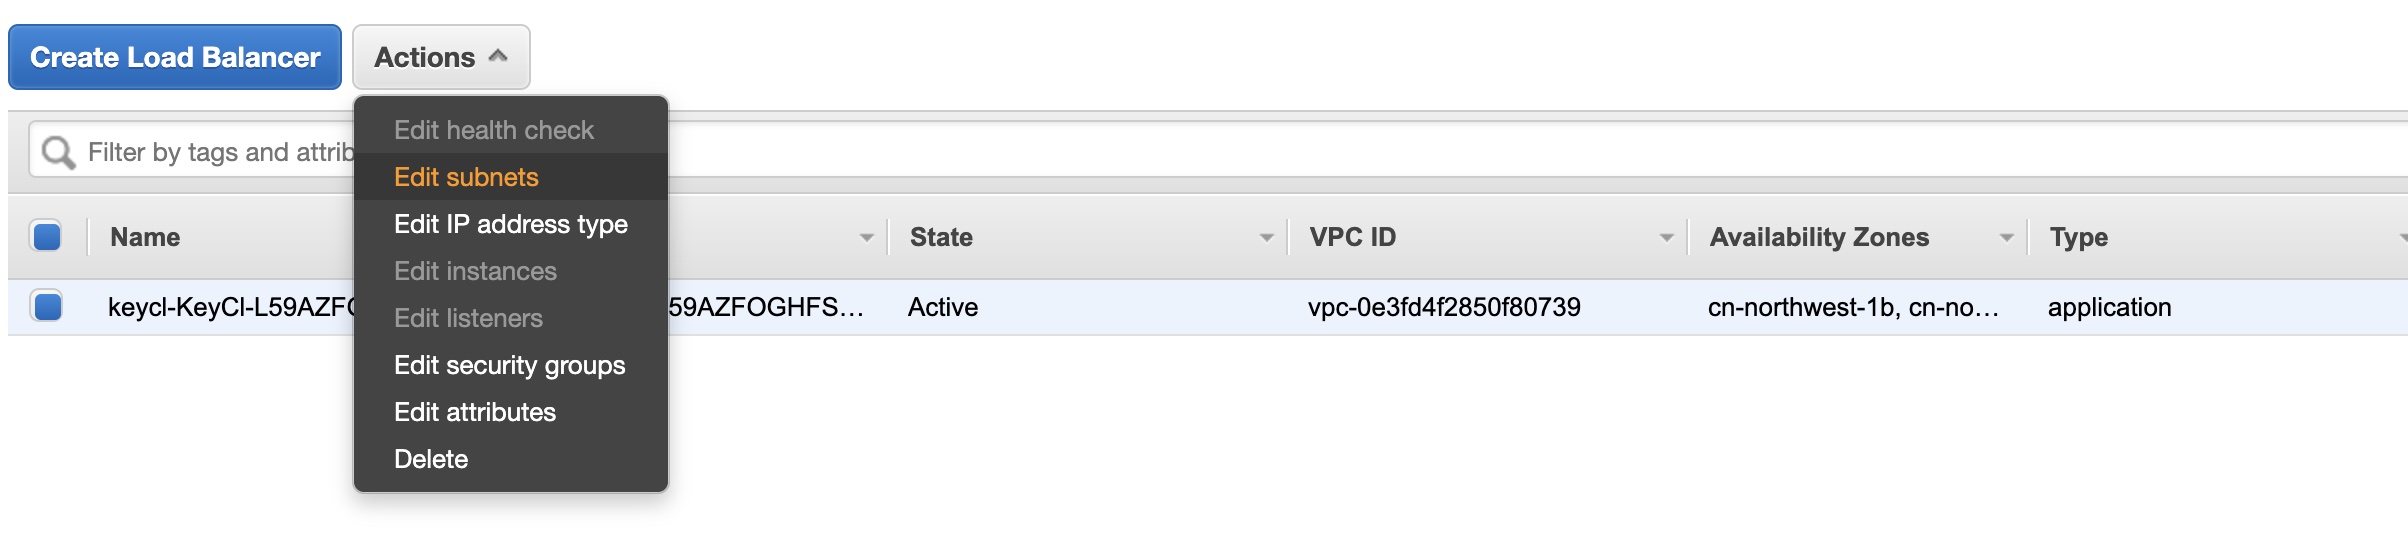 Create Load Balancer
Actions
Edit health check
Filter by tags and attrib
Edit subnets
Edit IP address type
Name
State
VPC ID
Availability Zones
Type
Edit instances
keycl-KeyCl-L59AZFO
59AZFOGHFS...
Active
vpc-0e3fd4f2850f80739
cn-northwest-1b, cn-no...
application
Edit listeners
Edit security groups
Edit attributes
Delete